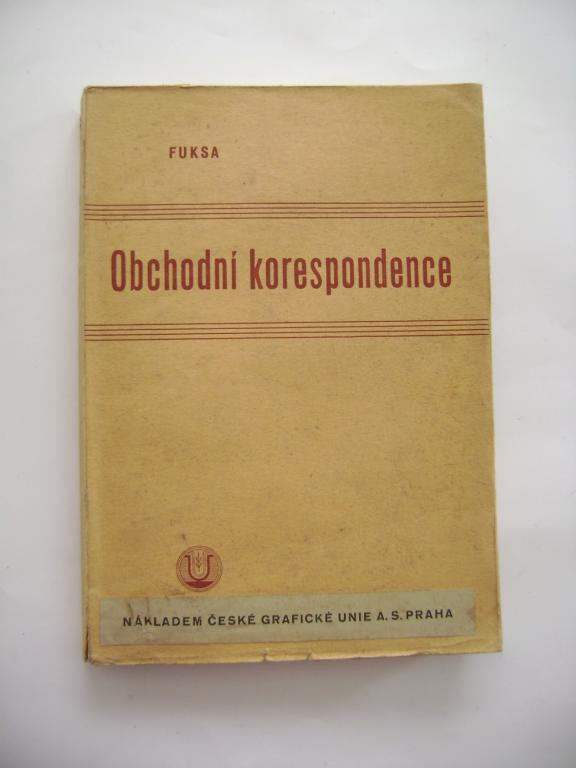 FUKSA
Obchodní korespondence
U
NÁKLADEM ČESKÉ GRAFICKÉ UNIE A. S. PRAHA